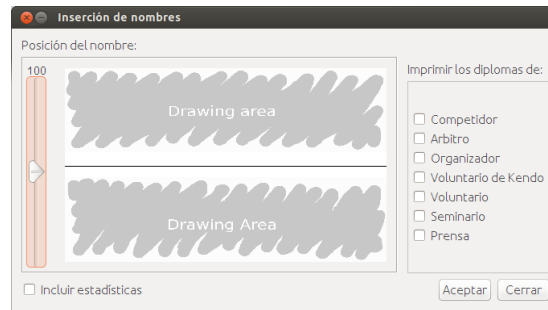 Inserción de nombres
Posición del nombre:
100
Drawing area
Drawing Area
Incluir estadísticas
Imprimir los diplomas de:
Competidor
Arbitro
Organizador
Voluntario de Kendo
Voluntario
Seminario
Prensa
Aceptar
Cerrar